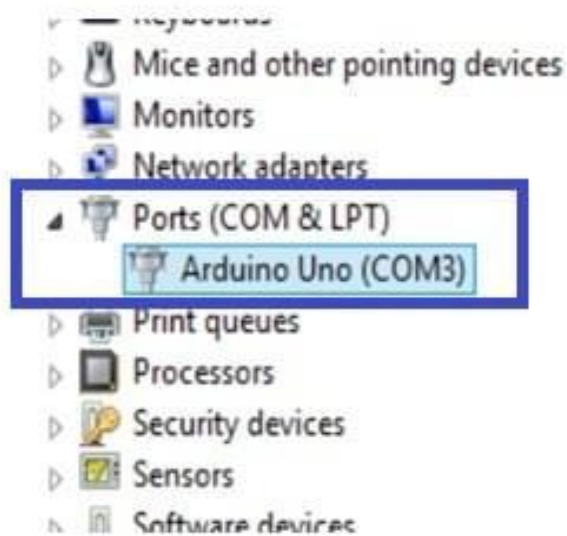 Keyboards
Mice and other pointing devices
Monitors
Network adapters
Ports (COM & LPT)
Arduino Uno (COM3)
Print queues
Processors
Security devices
Sensors
Software devices